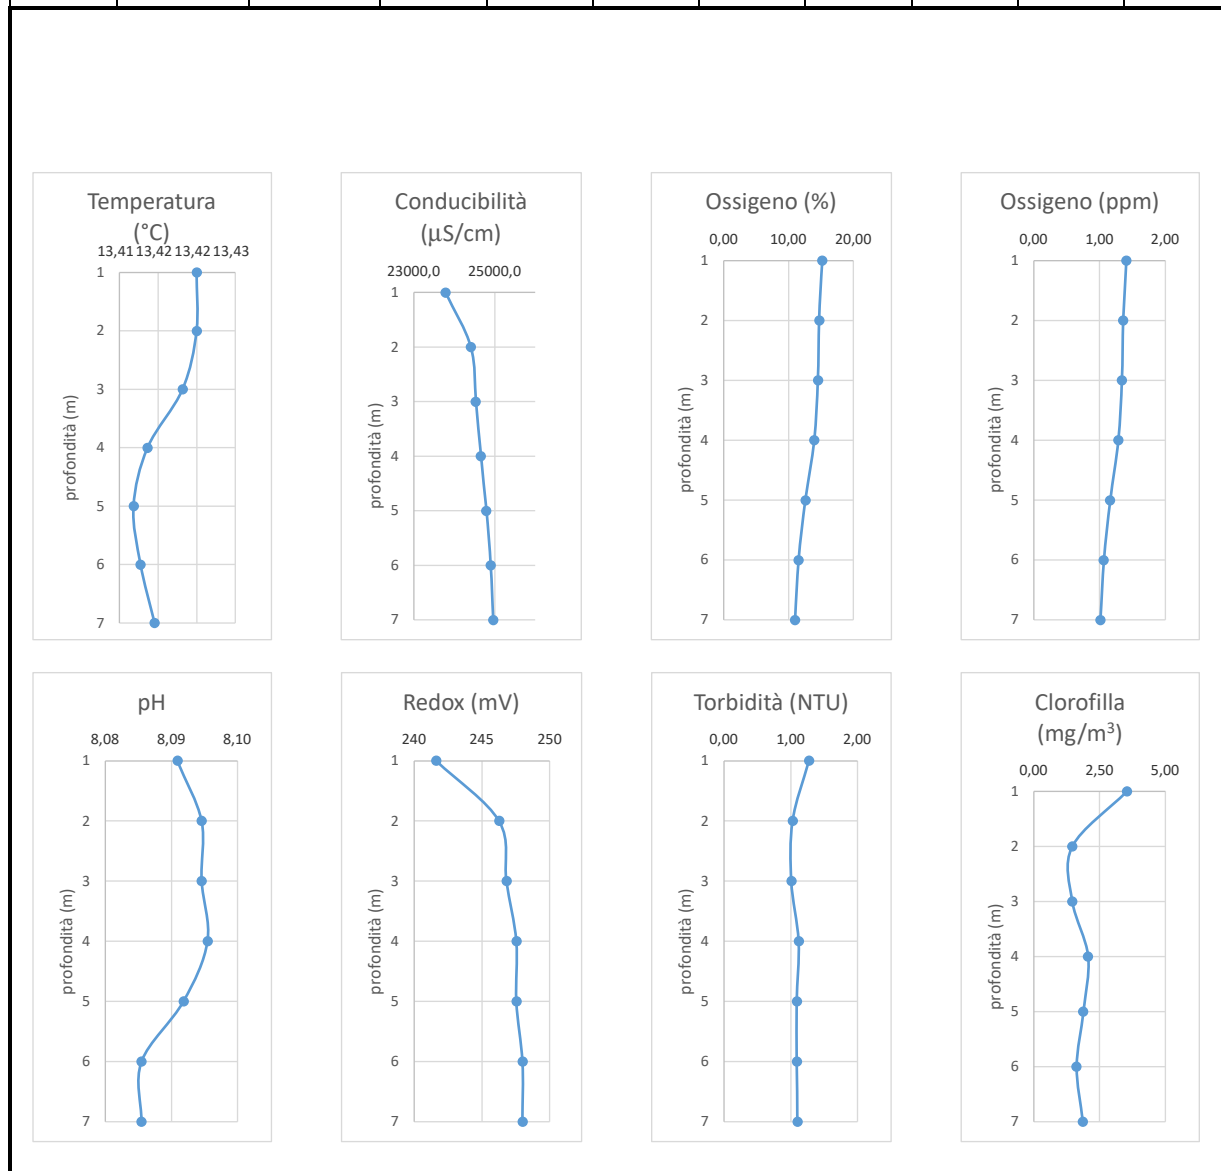 Temperatura
(°C)
13,41 13,42 13,42 13,43
1
2
3
4
5
6
7
profondità (m)
Conducibilità
(µS/cm)
23000,0 25000,0
1
2
3
4
5
6
7
profondità (m)
Ossigeno (%)
0,00 10,00 20,00
1
2
3
4
5
6
7
profondità (m)
Ossigeno (ppm)
0,00 1,00 2,00
1
2
3
4
5
6
7
profondità (m)
pH
8,08 8,09 8,10
1
2
3
4
5
6
7
profondità (m)
Redox (mV)
240 245 250
1
2
3
4
5
6
7
profondità (m)
Torbidità (NTU)
0,00 1,00 2,00
1
2
3
4
5
6
7
profondità (m)
Clorofilla
(mg/m³)
0,00 2,50 5,00
1
2
3
4
5
6
7
profondità (m)